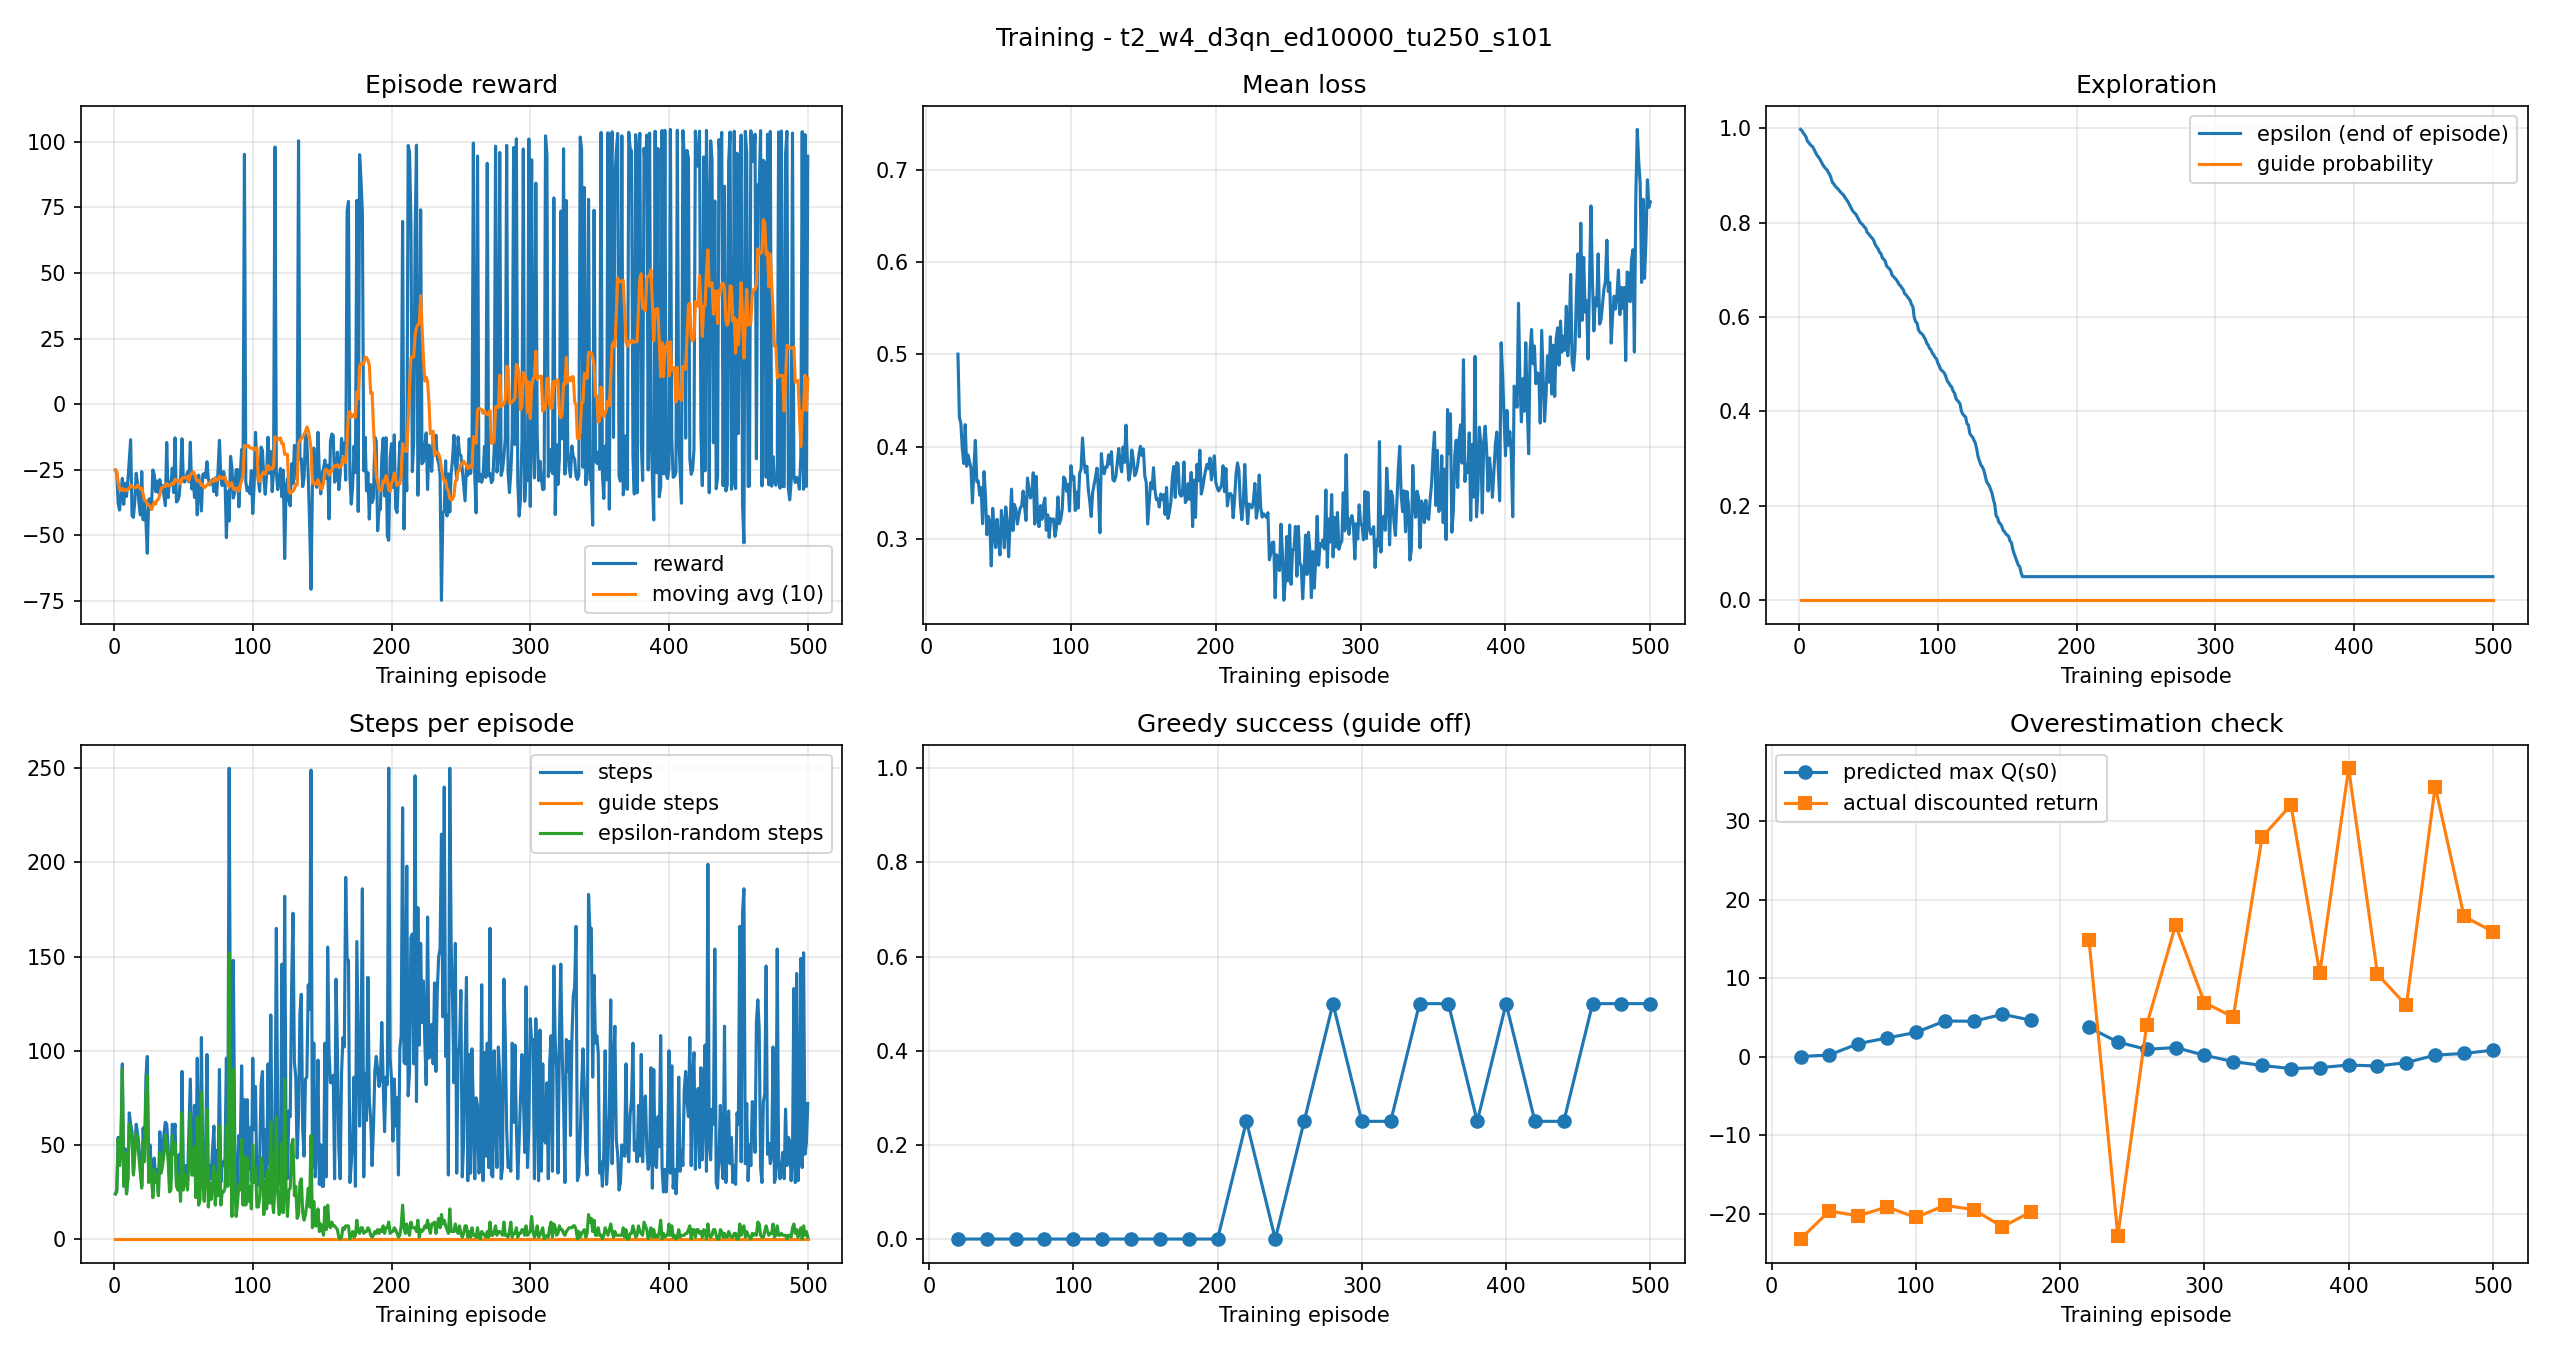 Training - t2_w4_d3qn_ed10000_tu250_s101
Episode reward
100
75
50
25
0
−25
−50
−75
reward
moving avg (10)
0 100 200 300 400 500
Training episode
Mean loss
0.7
0.6
0.5
0.4
0.3
0 100 200 300 400 500
Training episode
Exploration
1.0
0.8
0.6
0.4
0.2
0.0
epsilon (end of episode)
guide probability
0 100 200 300 400 500
Training episode
Steps per episode
250
200
150
100
50
0
steps
guide steps
epsilon-random steps
0 100 200 300 400 500
Training episode
Greedy success (guide off)
1.0
0.8
0.6
0.4
0.2
0.0
0 100 200 300 400 500
Training episode
Overestimation check
30
20
10
0
−10
−20
predicted max Q(s0)
actual discounted return
0 100 200 300 400 500
Training episode